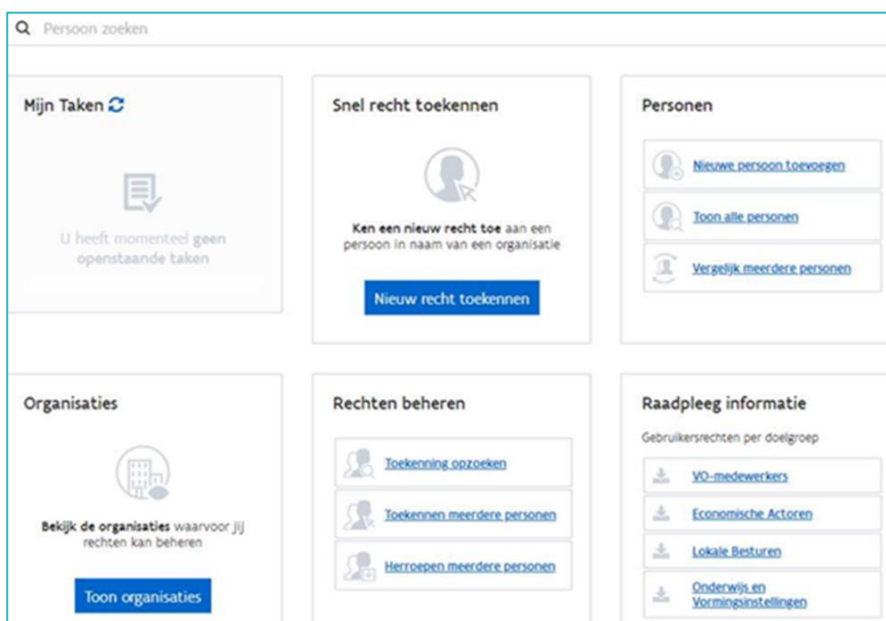 Persoon zoeken
Mijn Taken
U heeft momenteel geen
openstaande taken
Snel recht toekennen
Ken een nieuw recht toe aan een
persoon in naam van een organisatie
Nieuw recht toekennen
Personen
Nieuwe persoon toevoegen
Toon alle personen
Vergelijk meerdere personen
Organisaties
Bekijk de organisaties waarvoor jij
rechten kan beheren
Toon organisaties
Rechten beheren
Toekenning opzoeken
Toekennen meerdere personen
Herroepen meerdere personen
Raadpleeg informatie
Gebruikersrechten per doelgroep
VO-medewerkers
Economische Actoren
Lokale Besturen
Onderwijs en
Vormingsinstellingen